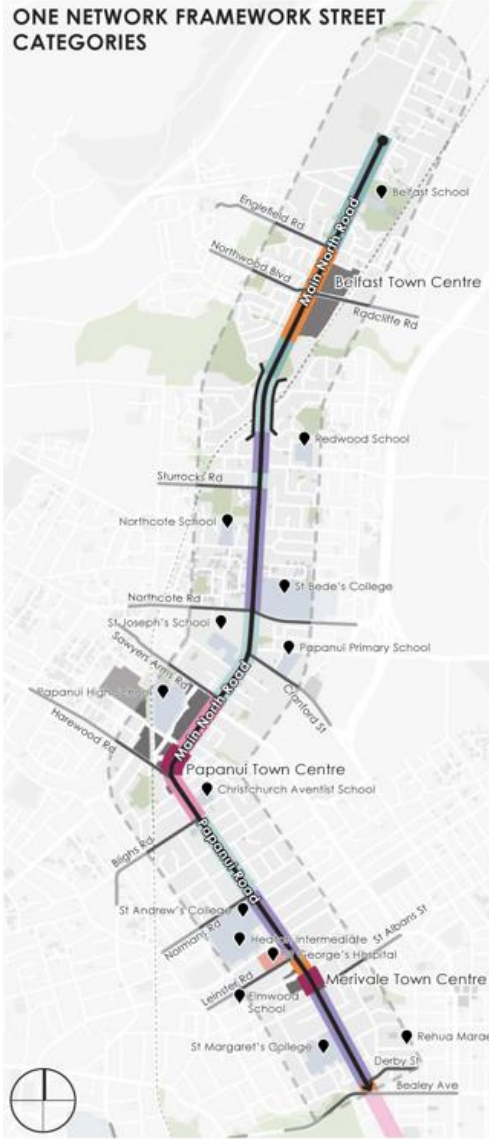 ONE NETWORK FRAMEWORK STREET
CATEGORIES
Belfast School
Englefield Rd
Main North Road
Northwood Blvd
Belfast Town Centre
Radcliffe Rd
Redwood School
Sturrocks Rd
Northcote School
St Bede's College
Northcote Rd
St Joseph's School
Papanui Primary School
Sawyers Arms Rd
Papanui High School
Cranford St
Main North Road
Harewood Rd
Papanui Town Centre
Christchurch Aventist School
Blighs Rd
Papanui Road
St Andrew's College
St Albans St
Normans Rd
Intermediate
George's Hospital
Leinster Rd
Merivale Town Centre
Elmwood
School
Rehua Marae
St Margaret's College
Derby St
Bealey Ave